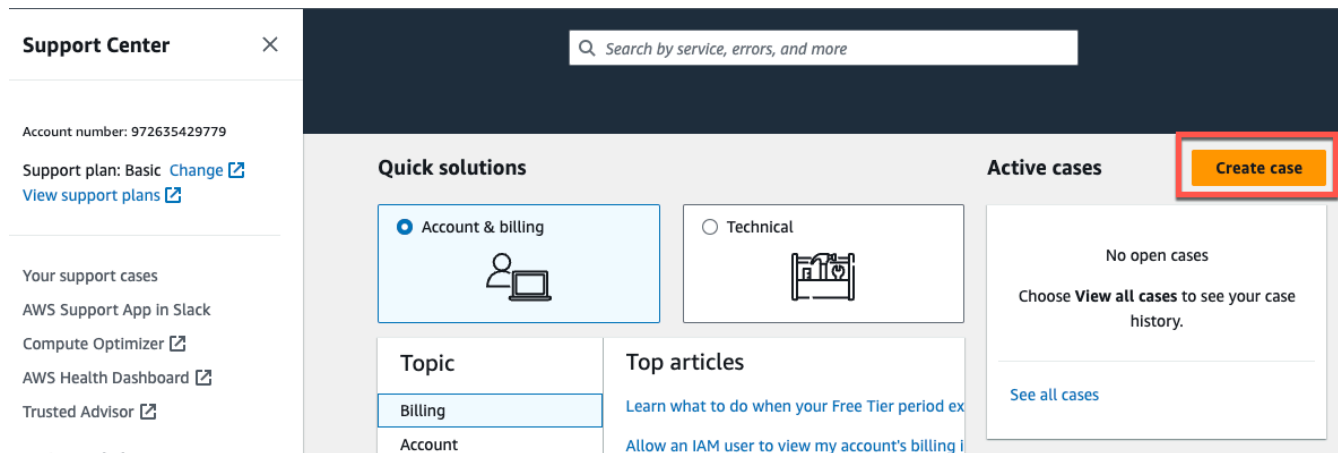 Support Center
Search by service, errors, and more
Account number: 972635429779
Support plan: Basic Change
View support plans
Your support cases
AWS Support App in Slack
Compute Optimizer
AWS Health Dashboard
Trusted Advisor
Quick solutions
Account & billing
Technical
Topic
Billing
Account
Top articles
Learn what to do when your Free Tier period ex
Allow an IAM user to view my account's billing i
Active cases
Create case
No open cases
Choose View all cases to see your case
history.
See all cases